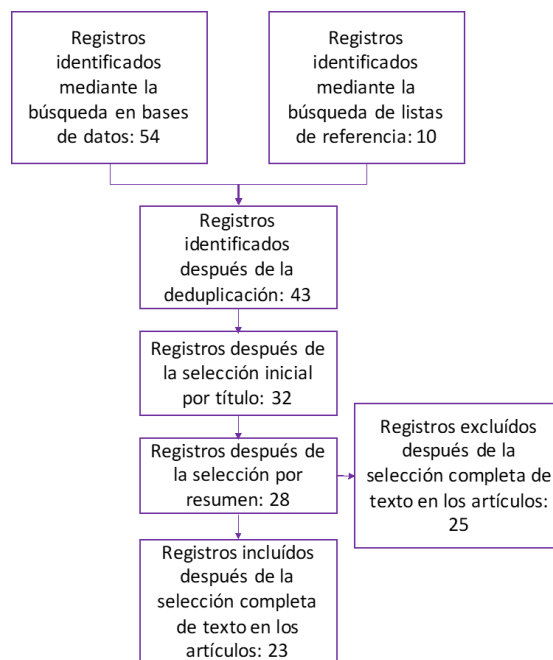 Registros
identificados
mediante la
búsqueda en bases
de datos: 54
Registros
identificados
mediante la
búsqueda de listas
de referencia: 10
Registros
identificados
después de la
deduplicación: 43
Registros después de
la selección inicial
por título: 32
Registros después de
la selección por
resumen: 28
Registros excluídos
después de la
selección completa de
texto en los artículos:
25
Registros incluídos
después de la
selección completa
de texto en los
artículos: 23